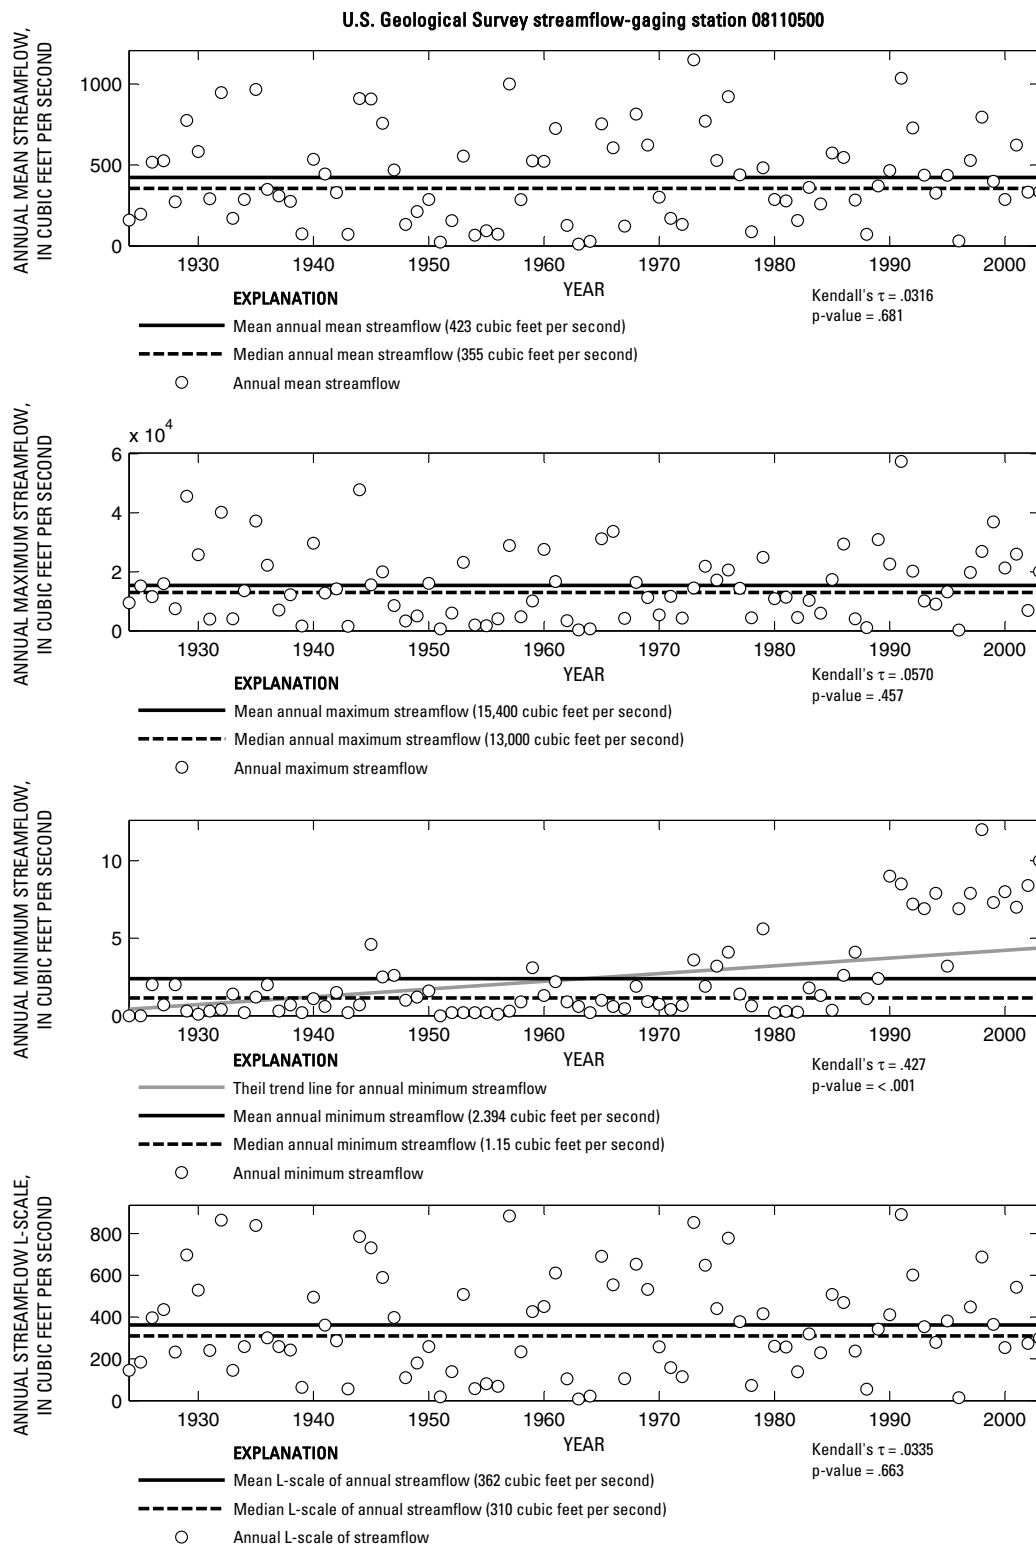 U.S. Geological Survey streamflow-gaging station 08110500
ANNUAL MEAN STREAMFLOW,
IN CUBIC FEET PER SECOND
1000
500
0
1930 1940 1950 1960 1970 1980 1990 2000
YEAR
EXPLANATION
Mean annual mean streamflow (423 cubic feet per second)
Median annual mean streamflow (355 cubic feet per second)
Annual mean streamflow
Kendall's τ = .0316
p-value = .681
ANNUAL MAXIMUM STREAMFLOW,
IN CUBIC FEET PER SECOND
x 10^4
6
4
2
0
1930 1940 1950 1960 1970 1980 1990 2000
YEAR
EXPLANATION
Mean annual maximum streamflow (15,400 cubic feet per second)
Median annual maximum streamflow (13,000 cubic feet per second)
Annual maximum streamflow
Kendall's τ = .0570
p-value = .457
ANNUAL MINIMUM STREAMFLOW,
IN CUBIC FEET PER SECOND
10
5
0
1930 1940 1950 1960 1970 1980 1990 2000
YEAR
EXPLANATION
Theil trend line for annual minimum streamflow
Mean annual minimum streamflow (2.394 cubic feet per second)
Median annual minimum streamflow (1.15 cubic feet per second)
Annual minimum streamflow
Kendall's τ = .427
p-value = < .001
ANNUAL STREAMFLOW L-SCALE,
IN CUBIC FEET PER SECOND
800
600
400
200
0
1930 1940 1950 1960 1970 1980 1990 2000
YEAR
EXPLANATION
Mean L-scale of annual streamflow (362 cubic feet per second)
Median L-scale of annual streamflow (310 cubic feet per second)
Annual L-scale of streamflow
Kendall's τ = .0335
p-value = .663